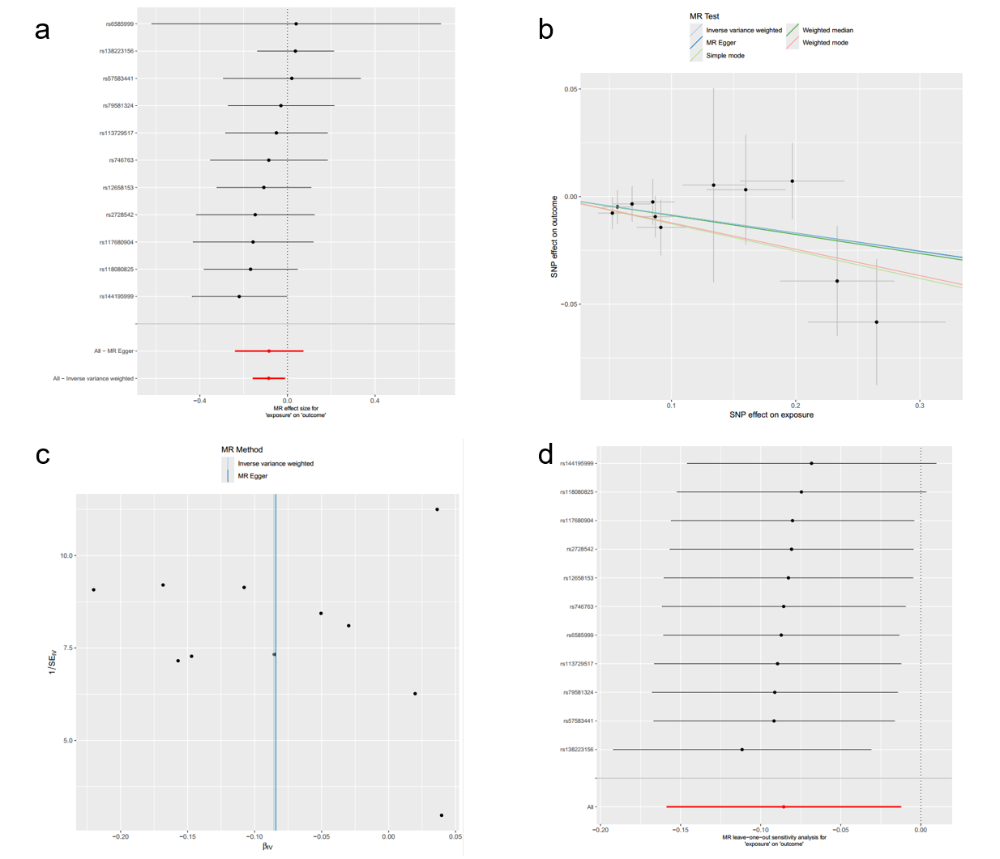 a
rs6585999
rs138223156
rs57583441
rs79581324
rs113729517
rs746763
rs12658153
rs2728542
rs117680904
rs118080825
rs144195999
All − MR Egger
All − Inverse variance weighted
−0.4
0.0
0.4
MR effect size for
'exposure' on 'outcome'
b
MR Test
Inverse variance weighted
MR Egger
Simple mode
Weighted median
Weighted mode
SNP effect on outcome
0.05
0.00
−0.05
0.1
0.2
0.3
SNP effect on exposure
c
MR Method
Inverse variance weighted
MR Egger
1/SEIV
10.0
7.5
5.0
−0.20
−0.15
−0.10
−0.05
0.00
0.05
βIV
d
rs144195999
rs118080825
rs117680904
rs2728542
rs12658153
rs746763
rs6585999
rs113729517
rs79581324
rs57583441
rs138223156
All
−0.20
−0.15
−0.10
−0.05
0.00
MR leave−one−out sensitivity analysis for
'exposure' on 'outcome'